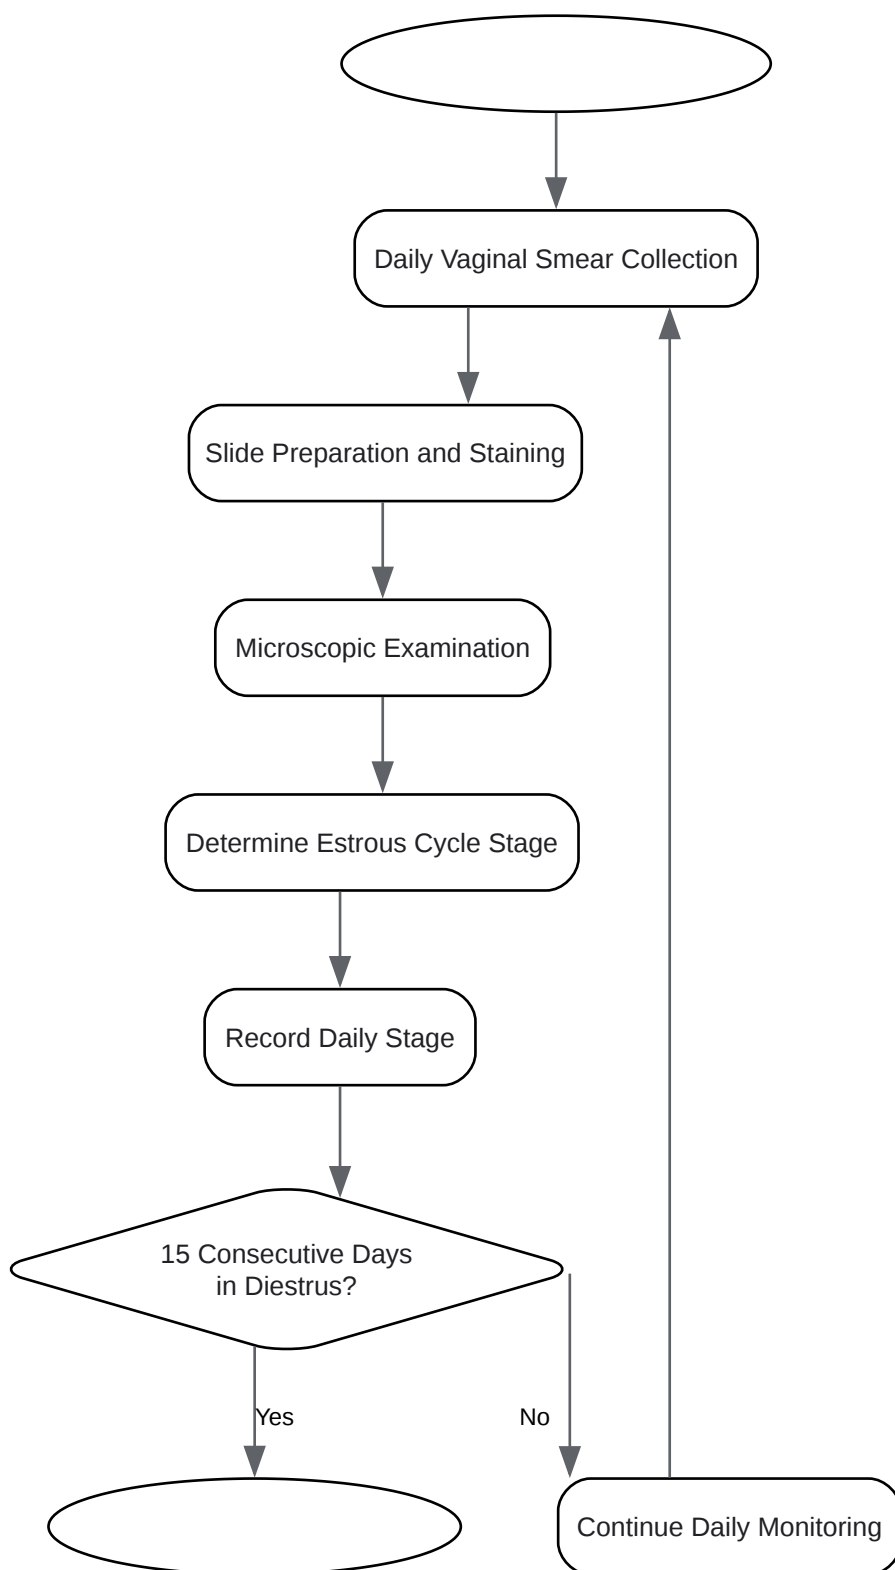 Daily Vaginal Smear Collection
Slide Preparation and Staining
Microscopic Examination
Determine Estrous Cycle Stage
Record Daily Stage
15 Consecutive Days
in Diestrus?
Yes
No
Continue Daily Monitoring